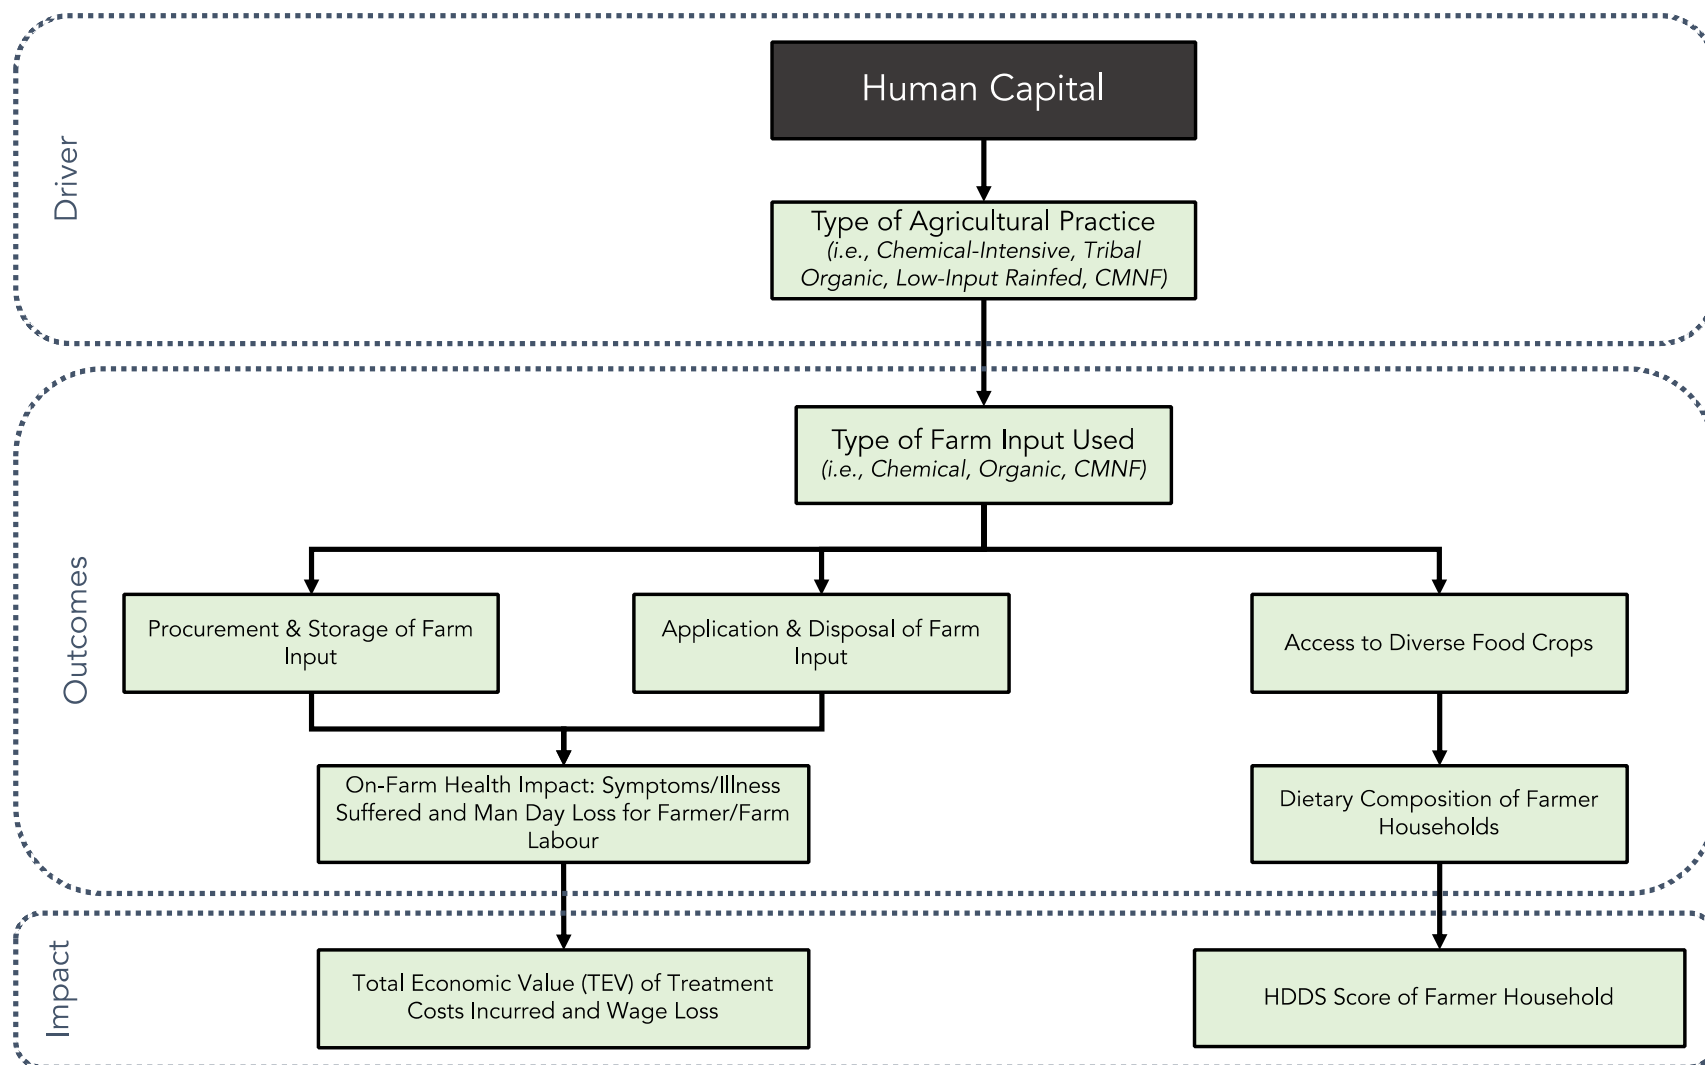 Driver
Human Capital
Type of Agricultural Practice
(i.e., Chemical-Intensive, Tribal
Organic, Low-Input Rainfed, CMNF)
Outcomes
Type of Farm Input Used
(i.e., Chemical, Organic, CMNF)
Procurement & Storage of Farm
Input
Application & Disposal of Farm
Input
Access to Diverse Food Crops
On-Farm Health Impact: Symptoms/Illness
Suffered and Man Day Loss for Farmer/Farm
Labour
Dietary Composition of Farmer
Households
Impact
Total Economic Value (TEV) of Treatment
Costs Incurred and Wage Loss
HDDS Score of Farmer Household